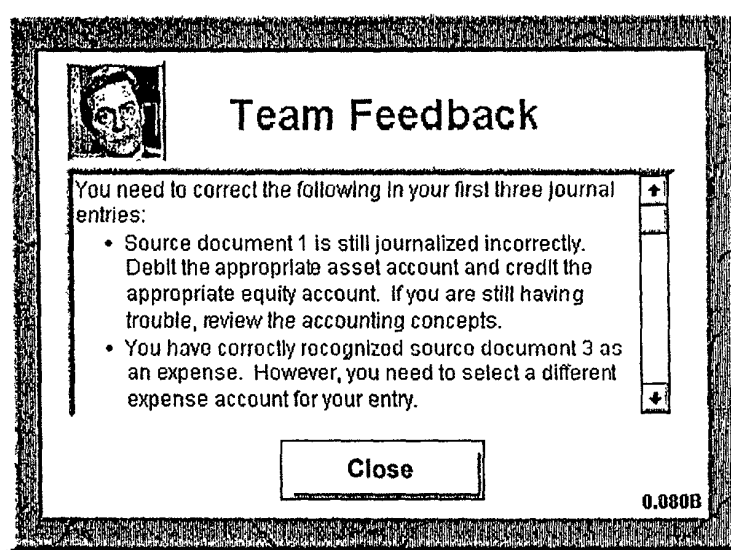 Team Feedback
You need to correct the following in your first three journal
entries:
• Source document 1 is still journalized incorrectly.
Debit the appropriate asset account and credit the
appropriate equity account. If you are still having
trouble, review the accounting concepts.
• You have correctly recognized source document 3 as
an expense. However, you need to select a different
expense account for your entry.
Close
0.080B